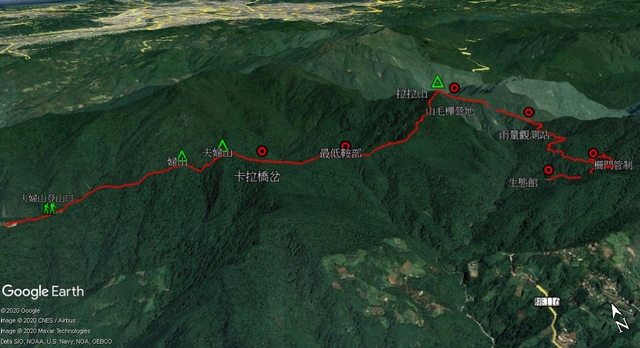 拉拉山
山毛櫸營地
雨量觀測站
夫婦山
婦山
最低鞍部
柵門管制
卡拉橋岔
生態館
夫婦山登山口
Google Earth
© 2020 Google
Image © 2020 CNES / Airbus
Image © 2020 Maxar Technologies
Data SIO, NOAA, U.S. Navy, NGA, GEBCO
N